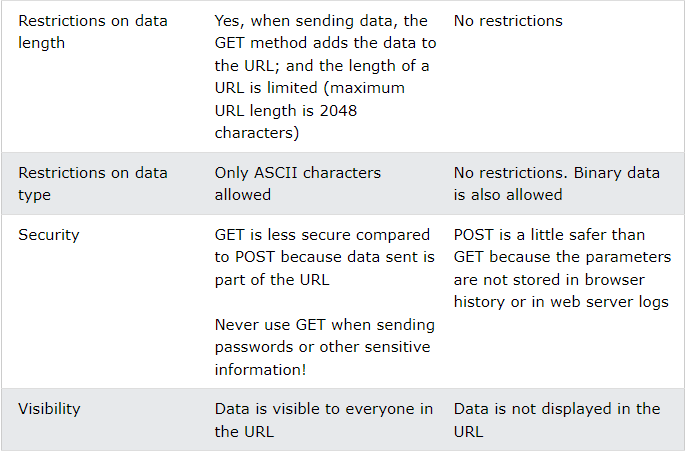 Restrictions on data
length
Yes, when sending data, the
GET method adds the data to
the URL; and the length of a
URL is limited (maximum
URL length is 2048
characters)
No restrictions
Restrictions on data
type
Only ASCII characters
allowed
No restrictions. Binary data
is also allowed
Security
GET is less secure compared
to POST because data sent is
part of the URL
Never use GET when sending
passwords or other sensitive
information!
POST is a little safer than
GET because the parameters
are not stored in browser
history or in web server logs
Visibility
Data is visible to everyone in
the URL
Data is not displayed in the
URL